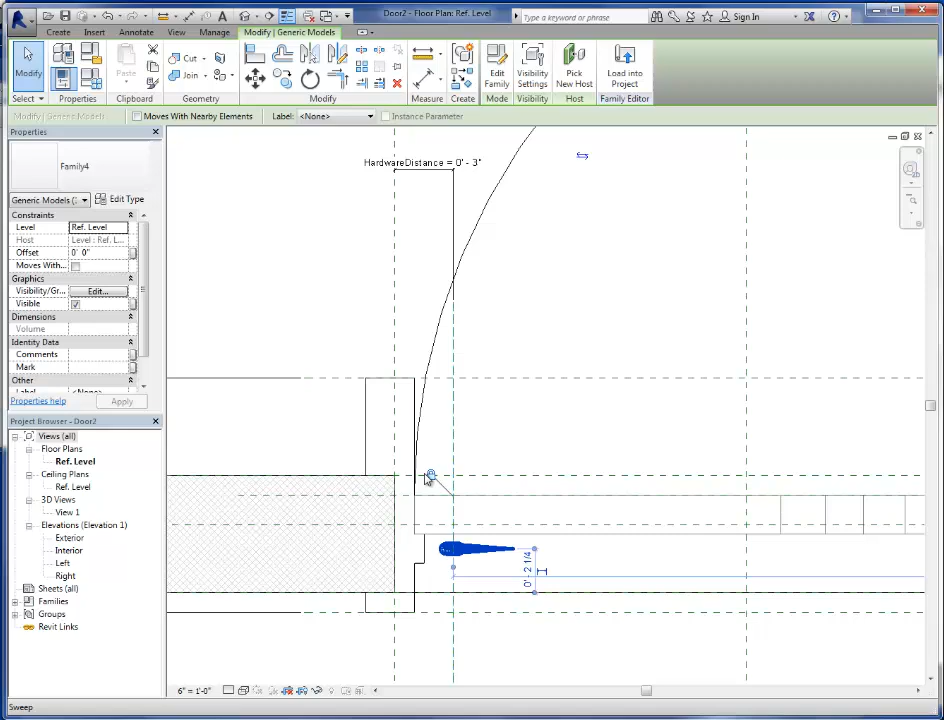 Door2 - Floor Plan: Ref. Level
Type a keyword or phrase
Sign In
Create
Insert
Annotate
View
Manage
Modify | Generic Models
Modify
Paste
Cut
Join
Edit
Family
Visibility
Settings
Pick
New Host
Load into
Project
Select
Properties
Clipboard
Geometry
Modify
Measure
Create
Mode
Visibility
Host
Family Editor
Modify | Generic Models
Moves With Nearby Elements
Label:
<None>
Instance Parameter
Properties
Family4
Generic Models (
Edit Type
Constraints
Level
Ref. Level
Host
Level : Ref. L...
Offset
0' 0"
Moves With...
Graphics
Visibility/Gr...
Edit...
Visible
Dimensions
Volume
Identity Data
Comments
Mark
Other
Label
<None>
Properties help
Apply
Project Browser - Door2
Views (all)
Floor Plans
Ref. Level
Ceiling Plans
Ref. Level
3D Views
View 1
Elevations (Elevation 1)
Exterior
Interior
Left
Right
Sheets (all)
Families
Groups
Revit Links
HardwareDistance = 0' - 3"
0' - 2 1/4
6" = 1'-0"
Sweep